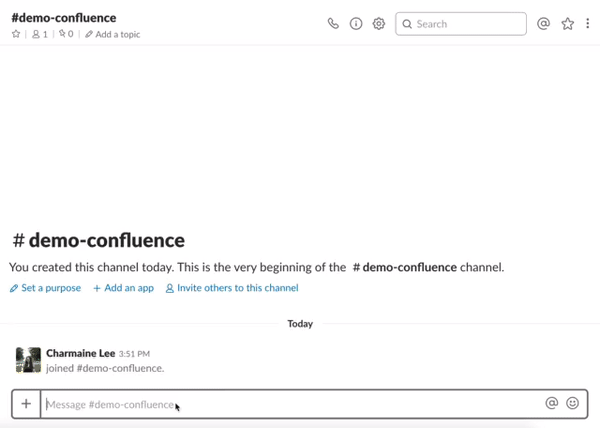 #demo-confluence
1 0 Add a topic
Search
# demo-confluence
You created this channel today. This is the very beginning of the # demo-confluence channel.
Set a purpose + Add an app Invite others to this channel
Today
Charmaine Lee 3:51 PM
joined #demo-confluence.
+ Message #demo-confluence @